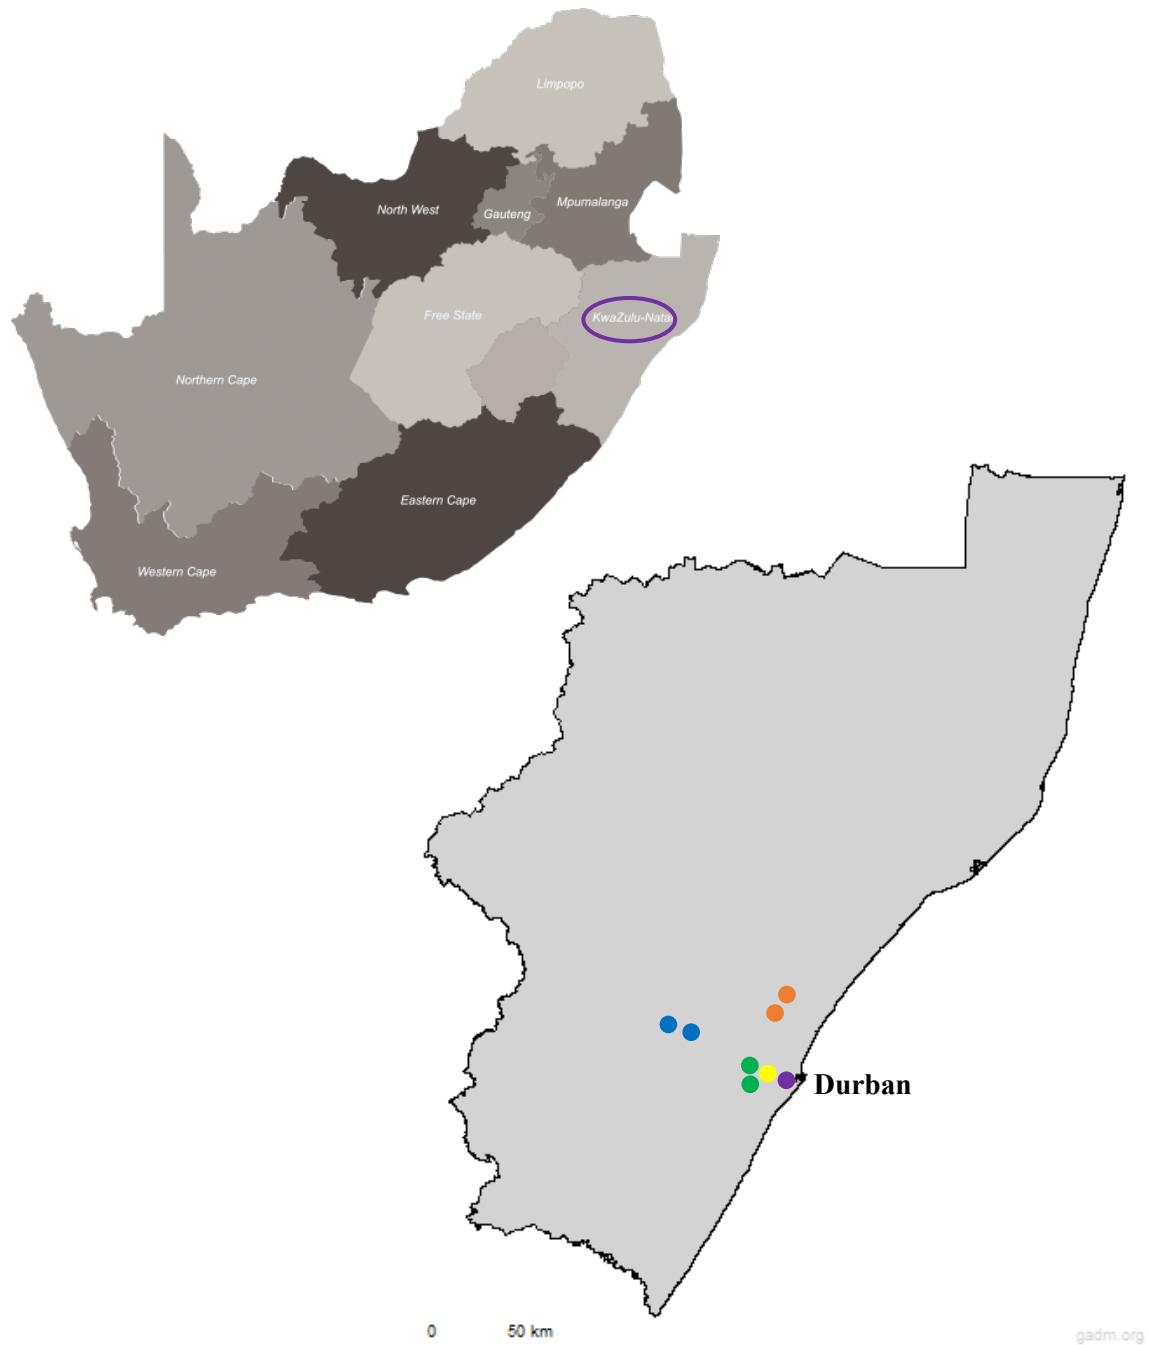 Limpopo
North West
Gauteng
Mpumalanga
Free State
KwaZulu-Nata
Northern Cape
Eastern Cape
Western Cape
Durban
0 50 km
gadm.org